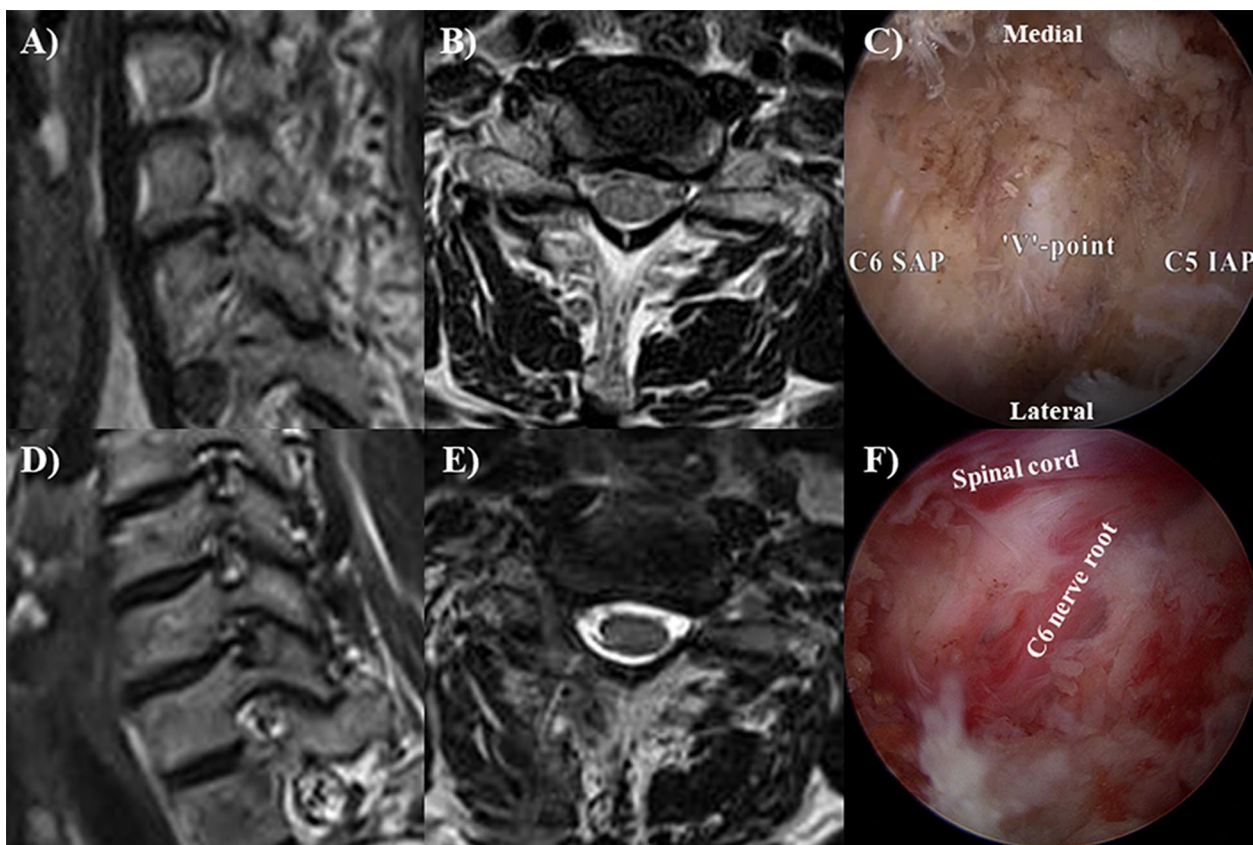 A)
B)
C)
Medial
C6 SAP
'V'-point
C5 IAP
Lateral
D)
E)
F)
Spinal cord
C6 nerve root